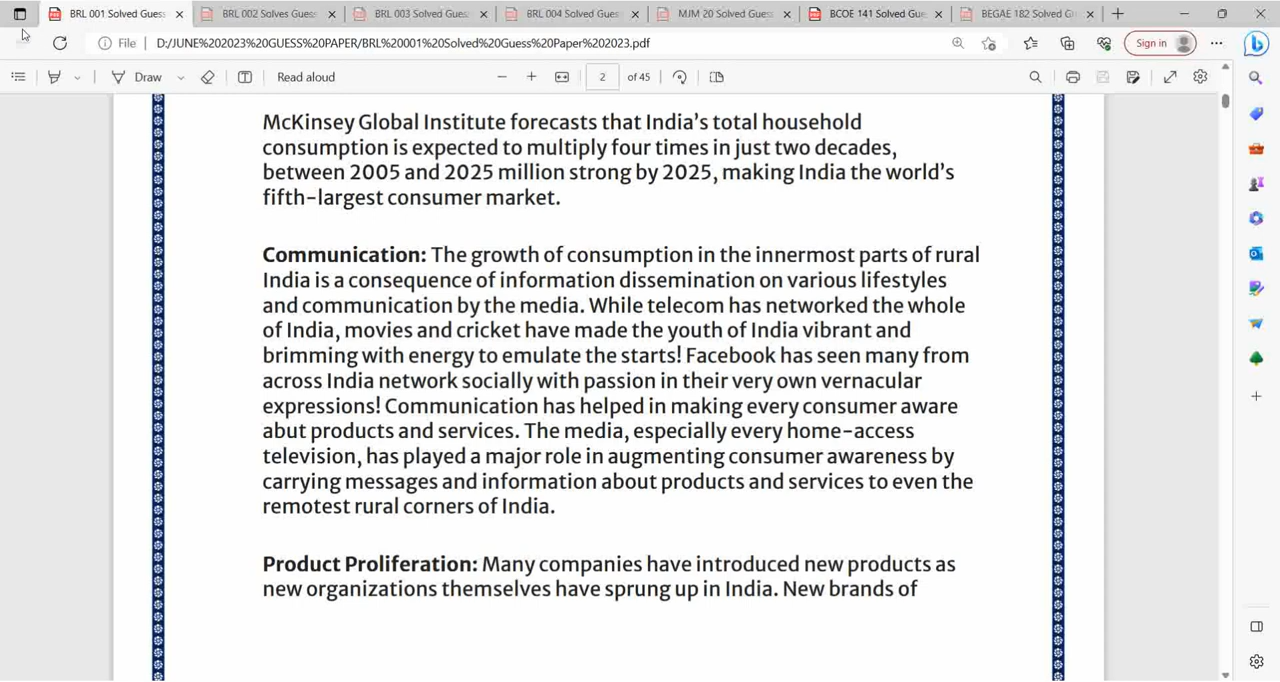 BRL 001 Solved Guess
BRL 002 Solves Guess
BRL 003 Solved Gues
BRL 004 Solved Gues
MJM 20 Solved Guess
BCOE 141 Solved Gue
BEGAE 182 Solved G
File
D:/JUNE%202023%20GUESS%20PAPER/BRL%20001%20Solved%20Guess%20Paper%202023.pdf
Sign in
Draw
Read aloud
2 of 45
McKinsey Global Institute forecasts that India's total household
consumption is expected to multiply four times in just two decades,
between 2005 and 2025 million strong by 2025, making India the world's
fifth-largest consumer market.
Communication: The growth of consumption in the innermost parts of rural
India is a consequence of information dissemination on various lifestyles
and communication by the media. While telecom has networked the whole
of India, movies and cricket have made the youth of India vibrant and
brimming with energy to emulate the starts! Facebook has seen many from
across India network socially with passion in their very own vernacular
expressions! Communication has helped in making every consumer aware
abut products and services. The media, especially every home-access
television, has played a major role in augmenting consumer awareness by
carrying messages and information about products and services to even the
remotest rural corners of India.
Product Proliferation: Many companies have introduced new products as
new organizations themselves have sprung up in India. New brands of